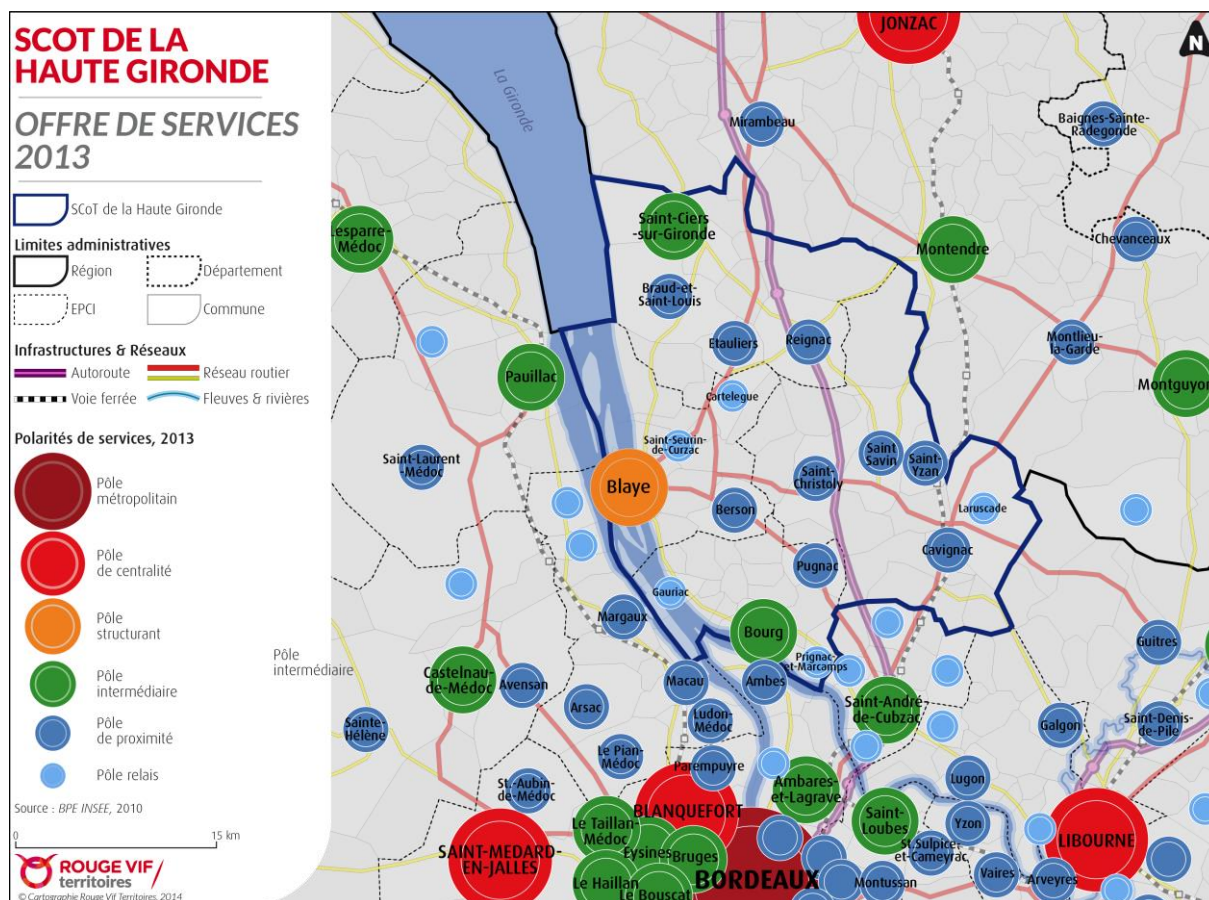 SCOT DE LA
HAUTE GIRONDE
OFFRE DE SERVICES
2013
SCoT de la Haute Gironde
Limites administratives
Région
Département
EPCI
Commune
Infrastructures & Réseaux
Autoroute
Réseau routier
Voie ferrée
Fleuves & rivières
Polarités de services, 2013
Pôle
métropolitain
Pôle
de centralité
Pôle
structurant
Pôle
intermédiaire
Pôle
intermédiaire
Pôle
de proximité
Pôle relais
Source : BPE INSEE, 2010
0
15 km
ROUGE VIF/
territoires
© Cartographie Rouge Vif Territoires, 2014
N
La Gironde
JONZAC
Mirambeau
Baignes-Sainte-
Radegonde
Lesparre-
Médoc
Saint-Ciers
-sur-Gironde
Montendre
Chevanceaux
Braud-et-
Saint-Louis
Etauliers
Reignac
Montlieu-
la-Garde
Pauillac
Montguyon
Cartelegue
Saint-Seurin-
de-Curzac
Saint-Laurent
-Médoc
Saint
Savin
Saint-
Yzan
Saint-
Christoly
Blaye
Berson
Laruscade
Cavignac
Pugnac
Gauriac
Margaux
Bourg
Guitres
Prignac-
et-Marcamps
Castelnau-
de-Médoc
Avensan
Macau
Ambes
Arsac
Saint-André
de-Cubzac
Sainte-
Hélène
Ludon-
Médoc
Galgon
Saint-Denis-
de-Pile
Le Pian-
Médoc
Parempuyre
St.-Aubin-
de-Médoc
Ambares-
et-Lagrave
Lugon
BLANQUEFORT
Le Taillan-
Médoc
Saint-
Loubes
Yzon
LIBOURNE
SAINT-MEDARD-
EN-JALLES
Eysines
Bruges
St.Sulpice-
et-Cameyrac
Le Haillan
Le Bouscat
BORDEAUX
Montussan
Vaires
Arveyres